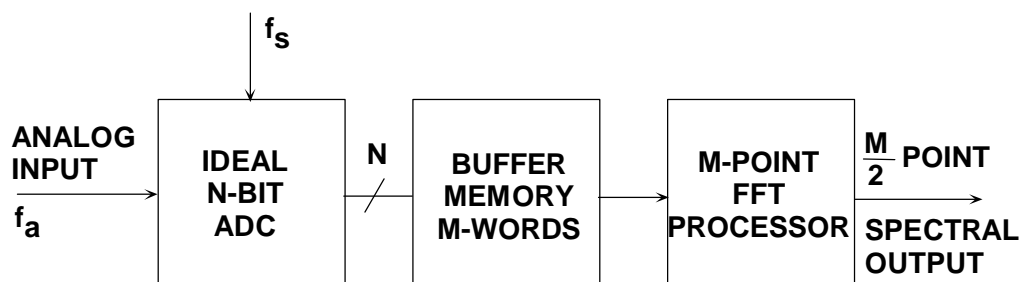 fs
ANALOG
INPUT
fa
IDEAL
N-BIT
ADC
N
BUFFER
MEMORY
M-WORDS
M-POINT
FFT
PROCESSOR
M/2 POINT
SPECTRAL
OUTPUT